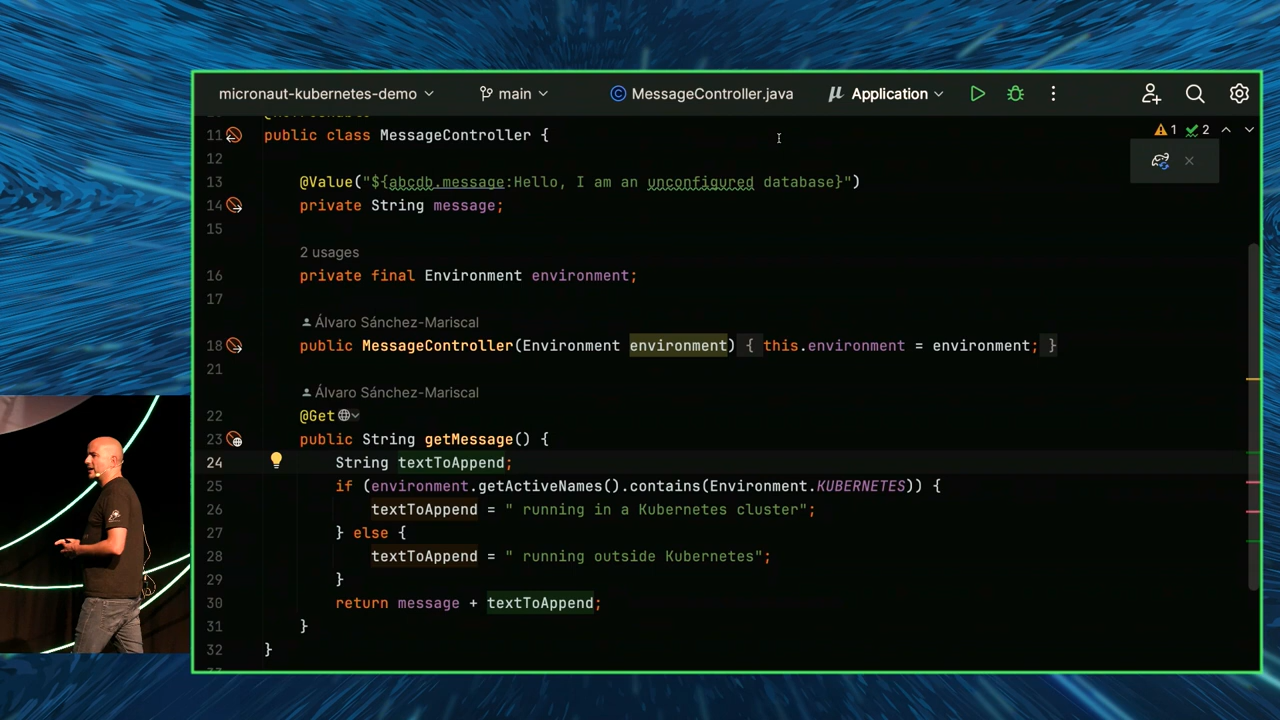 micronaut-kubernetes-demo
main
MessageController.java
Application
11 public class MessageController {
1
2
12
13 @Value("${abcdb.message:Hello, I am an unconfigured database}")
14 private String message;
15
2 usages
16 private final Environment environment;
17
Álvaro Sánchez-Mariscal
18 public MessageController(Environment environment) { this.environment = environment; }
21
Álvaro Sánchez-Mariscal
22 @Get
23 public String getMessage() {
24 String textToAppend;
25 if (environment.getActiveNames().contains(Environment.KUBERNETES)) {
26 textToAppend = " running in a Kubernetes cluster";
27 } else {
28 textToAppend = " running outside Kubernetes";
29 }
30 return message + textToAppend;
31 }
32 }